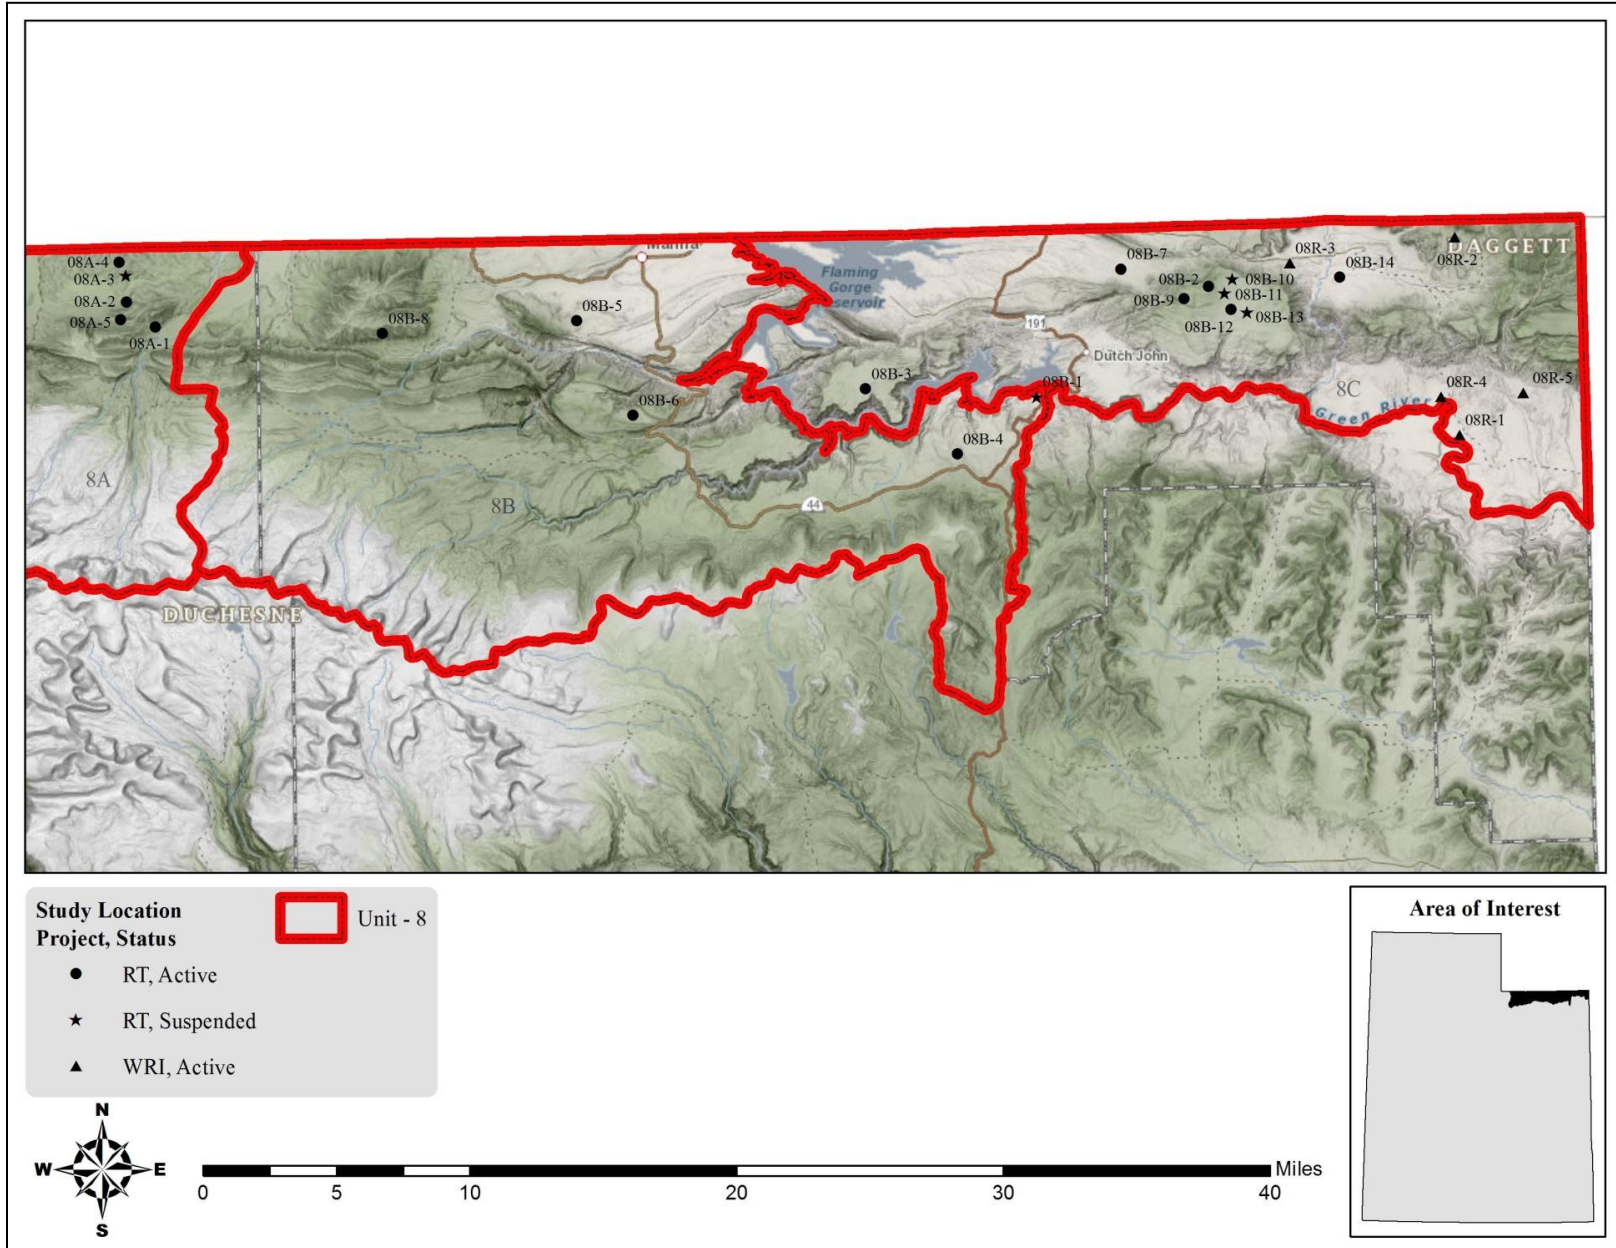 Manila
DAGGETT
08A-4
08A-3
08A-2
08A-5
08A-1
08B-8
08B-5
08B-6
Flaming
Gorge
Reservoir
08B-3
08B-4
08B-1
191
Dutch John
44
08B-7
08B-2
08B-9
08B-10
08B-11
08B-12
08B-13
08R-3
08B-14
08R-2
08R-4
08R-5
08R-1
Green River
8A
8B
8C
DUCHESNE
Study Location
Project, Status
Unit - 8
RT, Active
RT, Suspended
WRI, Active
N
W
E
S
Miles
0
5
10
20
30
40
Area of Interest